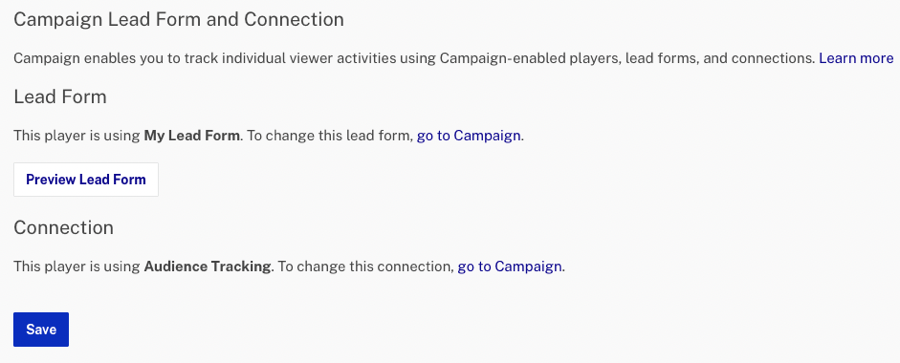 Campaign Lead Form and Connection
Campaign enables you to track individual viewer activities using Campaign-enabled players, lead forms, and connections. Learn more
Lead Form
This player is using My Lead Form. To change this lead form, go to Campaign.
Preview Lead Form
Connection
This player is using Audience Tracking. To change this connection, go to Campaign.
Save